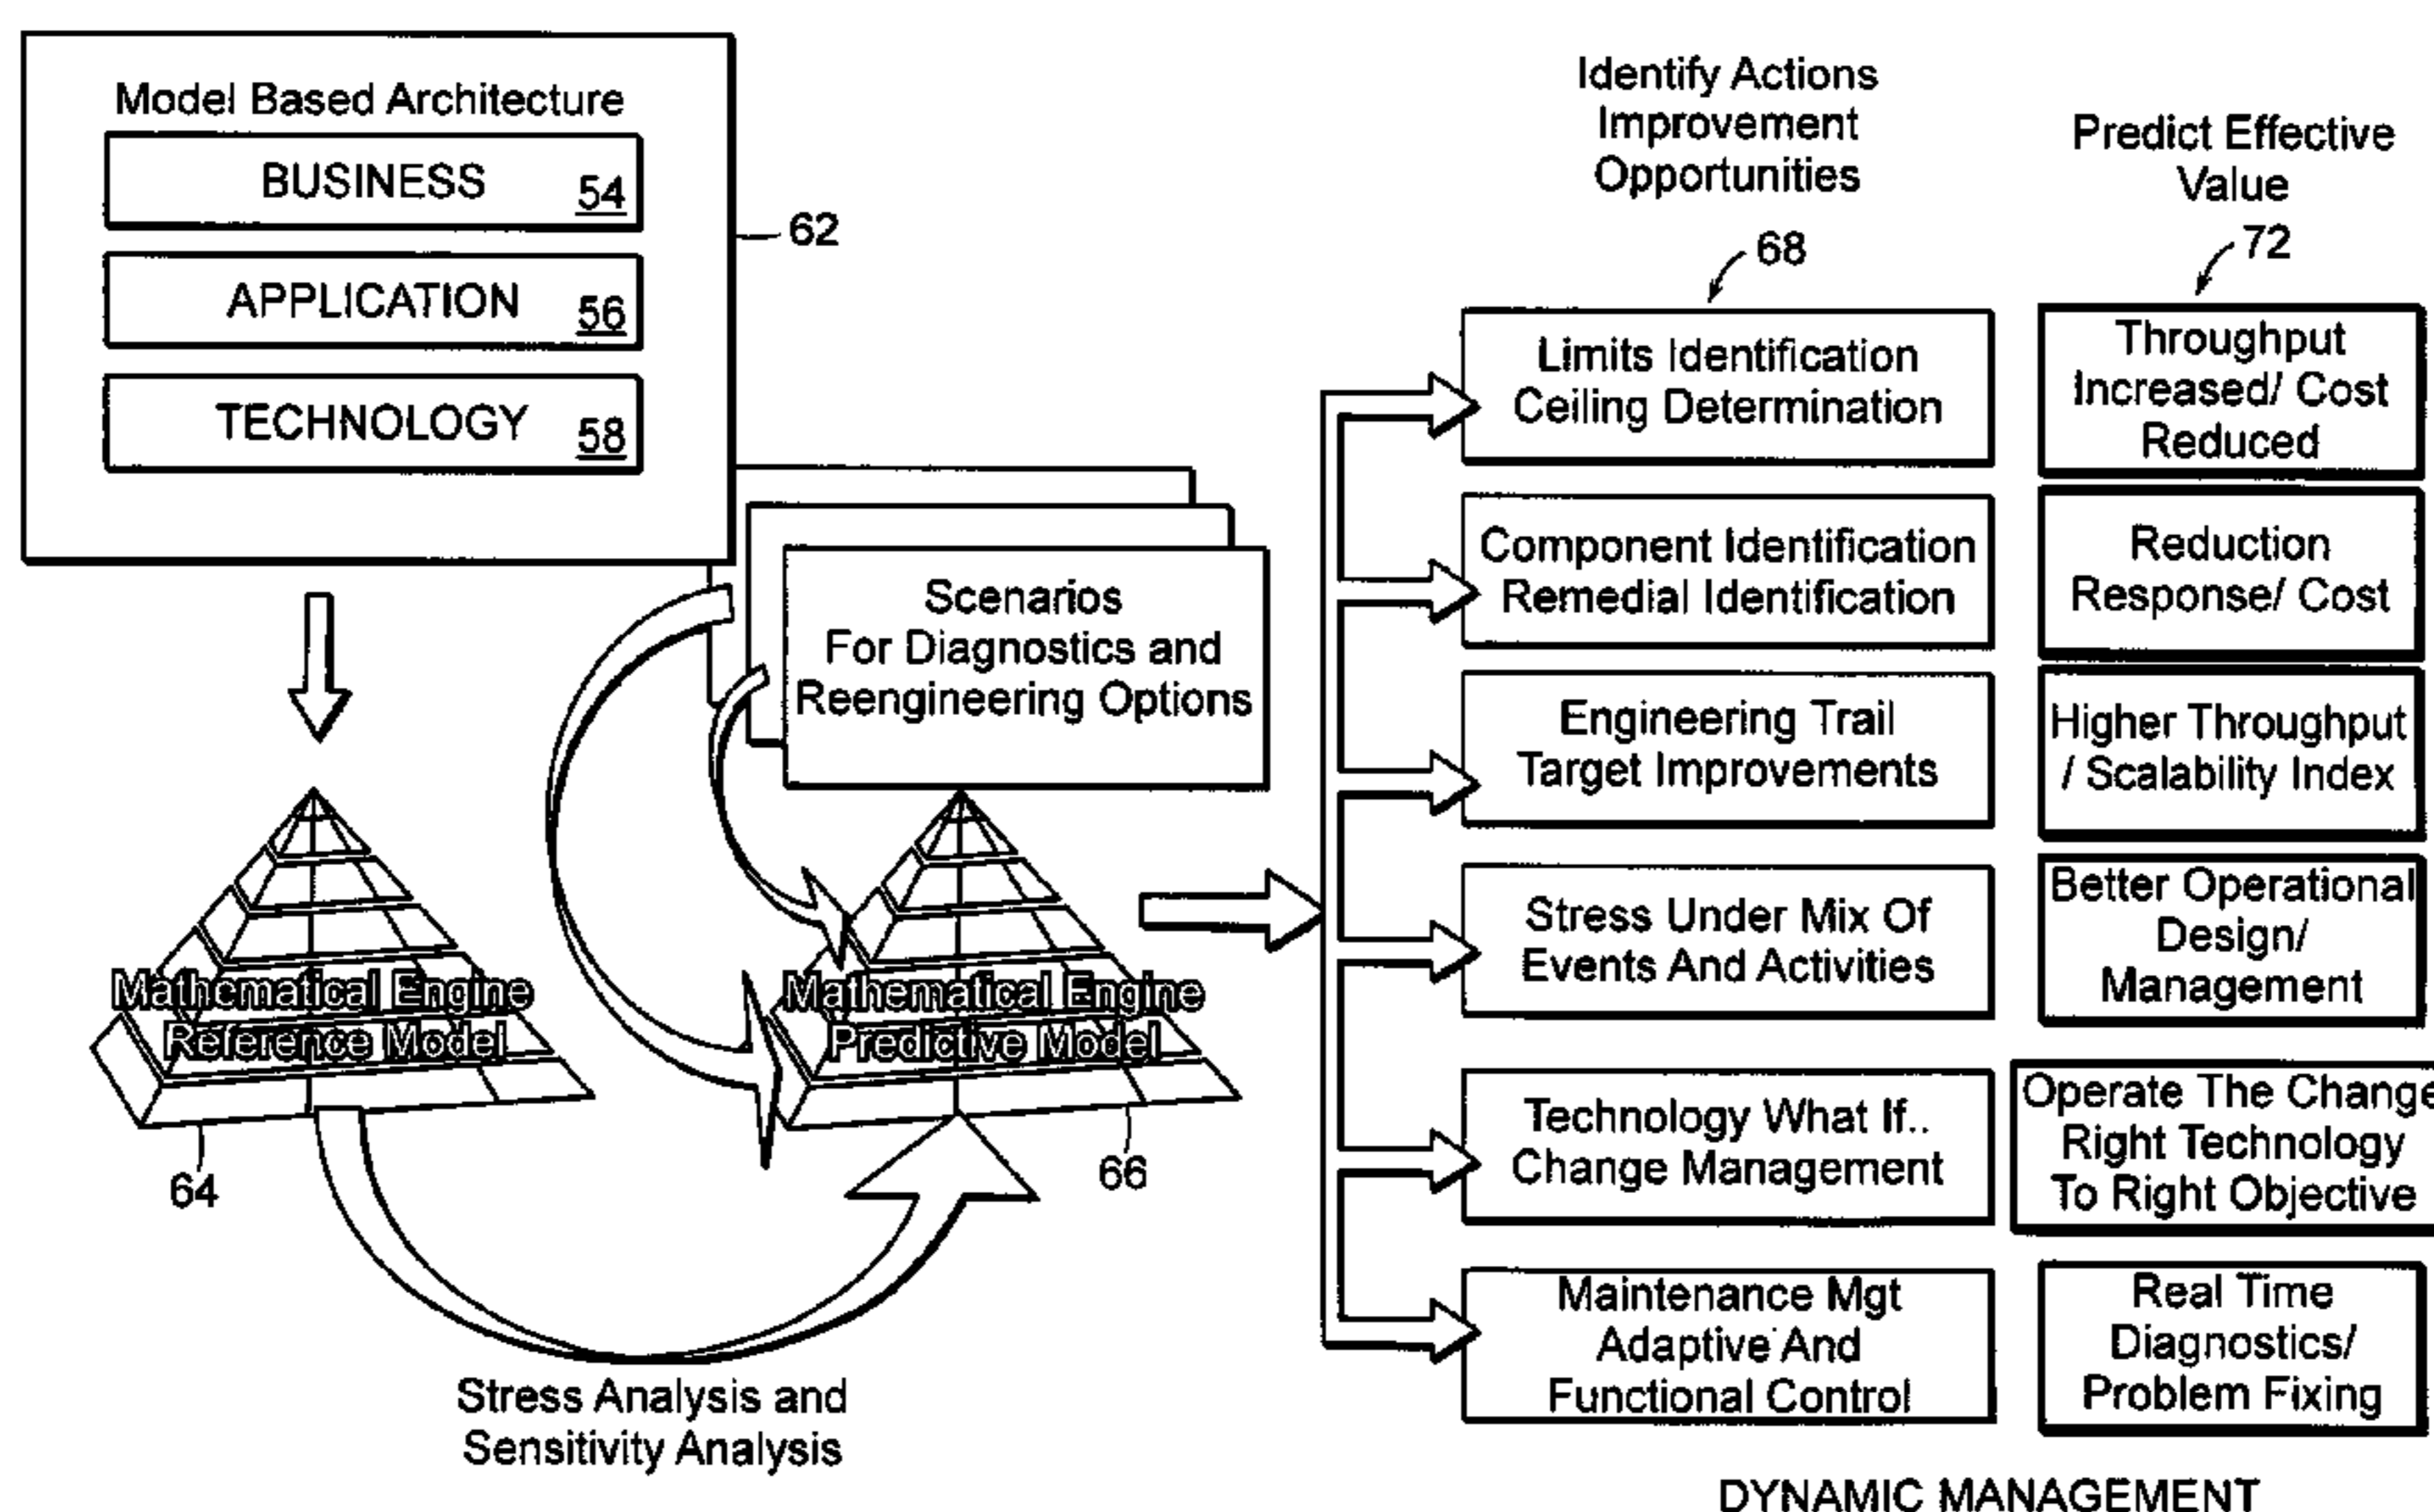 Model Based Architecture
BUSINESS 54
APPLICATION 56
TECHNOLOGY 58
62
Scenarios
For Diagnostics and
Reengineering Options
Mathematical Engine
Reference Model
64
Mathematical Engine
Predictive Model
66
Stress Analysis and
Sensitivity Analysis
Identify Actions
Improvement
Opportunities
68
Limits Identification
Ceiling Determination
Component Identification
Remedial Identification
Engineering Trail
Target Improvements
Stress Under Mix Of
Events And Activities
Technology What If..
Change Management
Maintenance Mgt
Adaptive And
Functional Control
Predict Effective
Value
72
Throughput
Increased/ Cost
Reduced
Reduction
Response/ Cost
Higher Throughput
/ Scalability Index
Better Operational
Design/
Management
Operate The Change
Right Technology
To Right Objective
Real Time
Diagnostics/
Problem Fixing
DYNAMIC MANAGEMENT